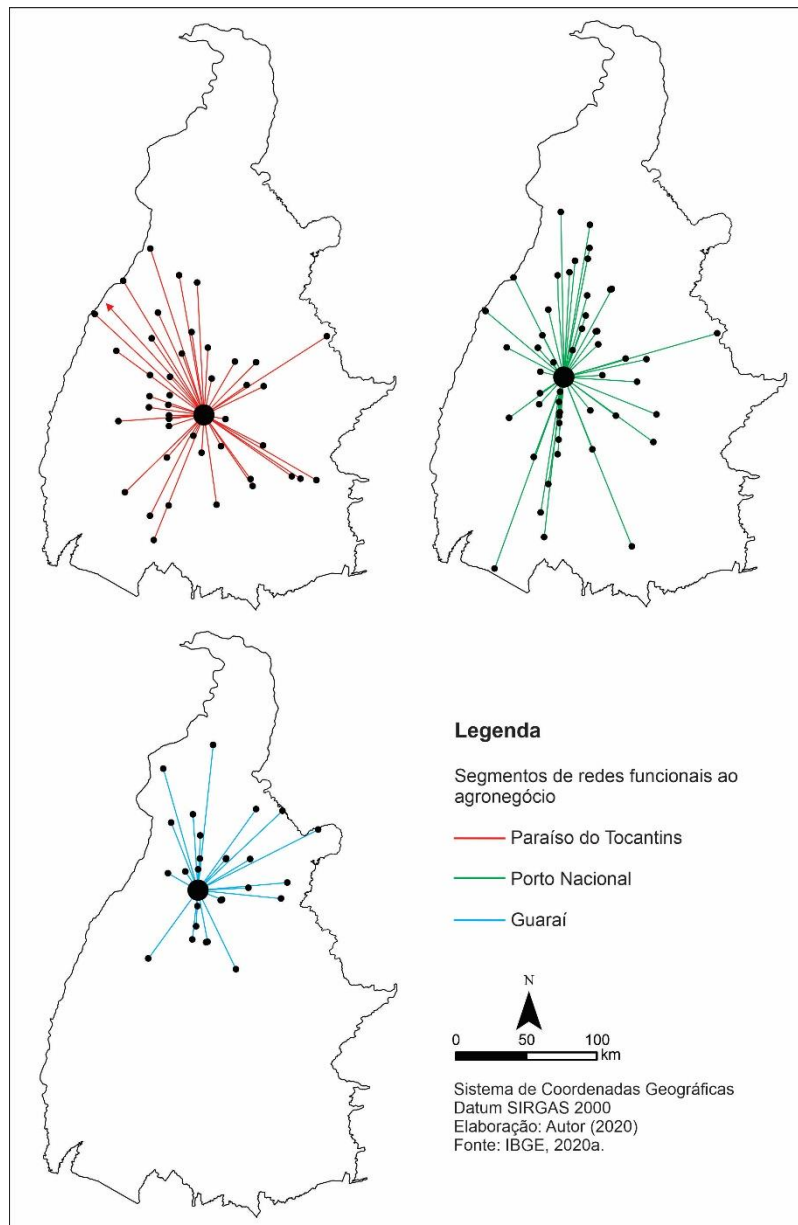 Legenda
Segmentos de redes funcionais ao
agronegócio
Paraíso do Tocantins
Porto Nacional
Guaraí
N
0 50 100
km
Sistema de Coordenadas Geográficas
Datum SIRGAS 2000
Elaboração: Autor (2020)
Fonte: IBGE, 2020a.